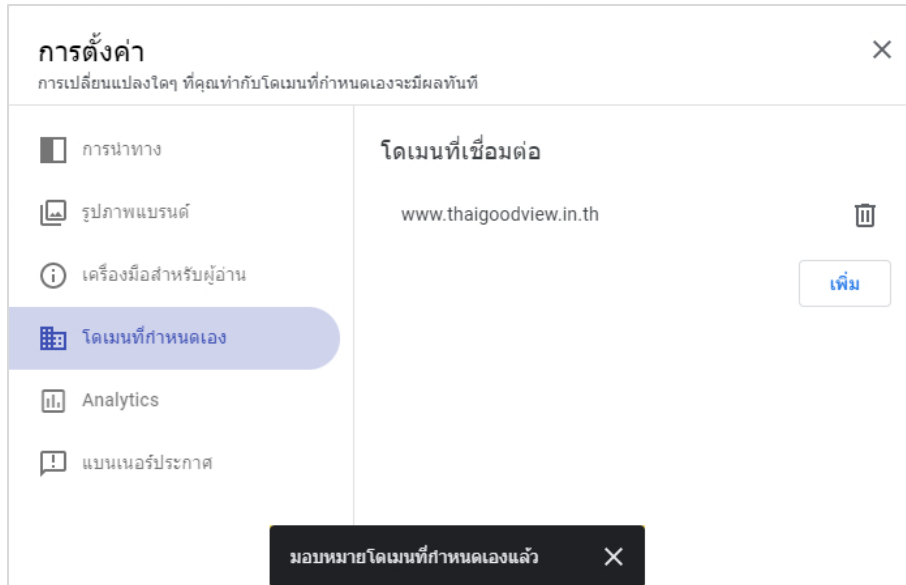 การตั้งค่า
การเปลี่ยนแปลงใดๆ ที่คุณทำกับโดเมนที่กำหนดเองจะมีผลทันที
การนำทาง
รูปภาพแบรนด์
เครื่องมือสำหรับผู้อ่าน
โดเมนที่กำหนดเอง
Analytics
แบนเนอร์ประกาศ
โดเมนที่เชื่อมต่อ
www.thaigoodview.in.th
เพิ่ม
มอบหมายโดเมนที่กำหนดเองแล้ว